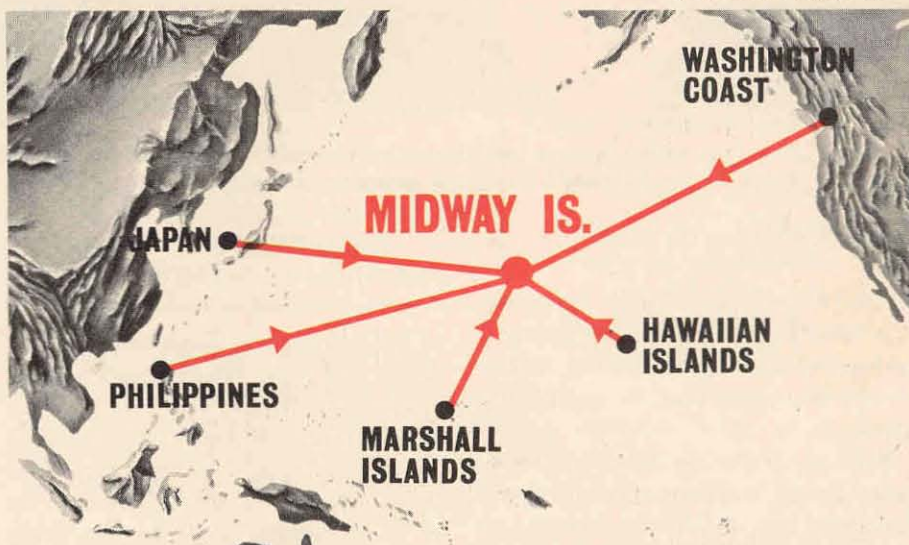 WASHINGTON
COAST
MIDWAY IS.
JAPAN
HAWAIIAN
ISLANDS
PHILIPPINES
MARSHALL
ISLANDS